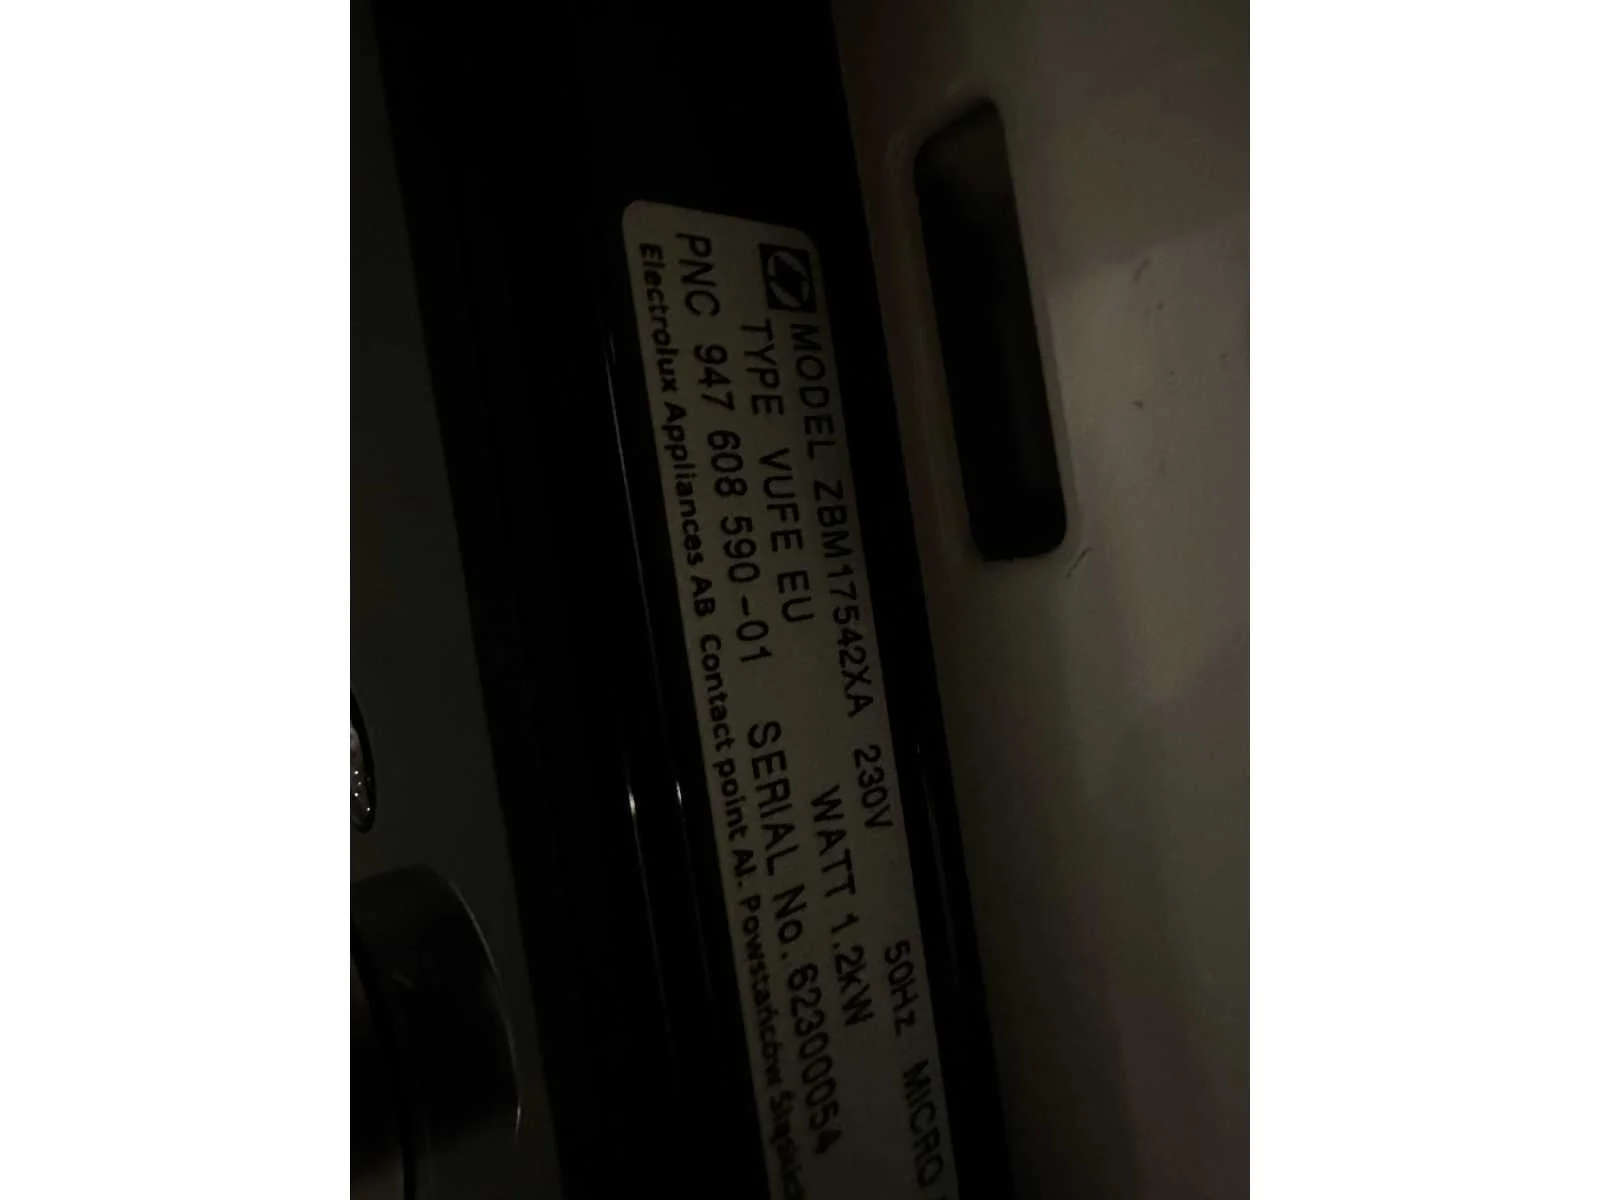 MODEL ZBM17542XA 230V 50Hz MICRO
TYPE VUFE EU WATT 1.2kW
PNC 947 608 590-01 SERIAL No. 62300054
Electrolux Appliances AB Contact point Al. Powstańców